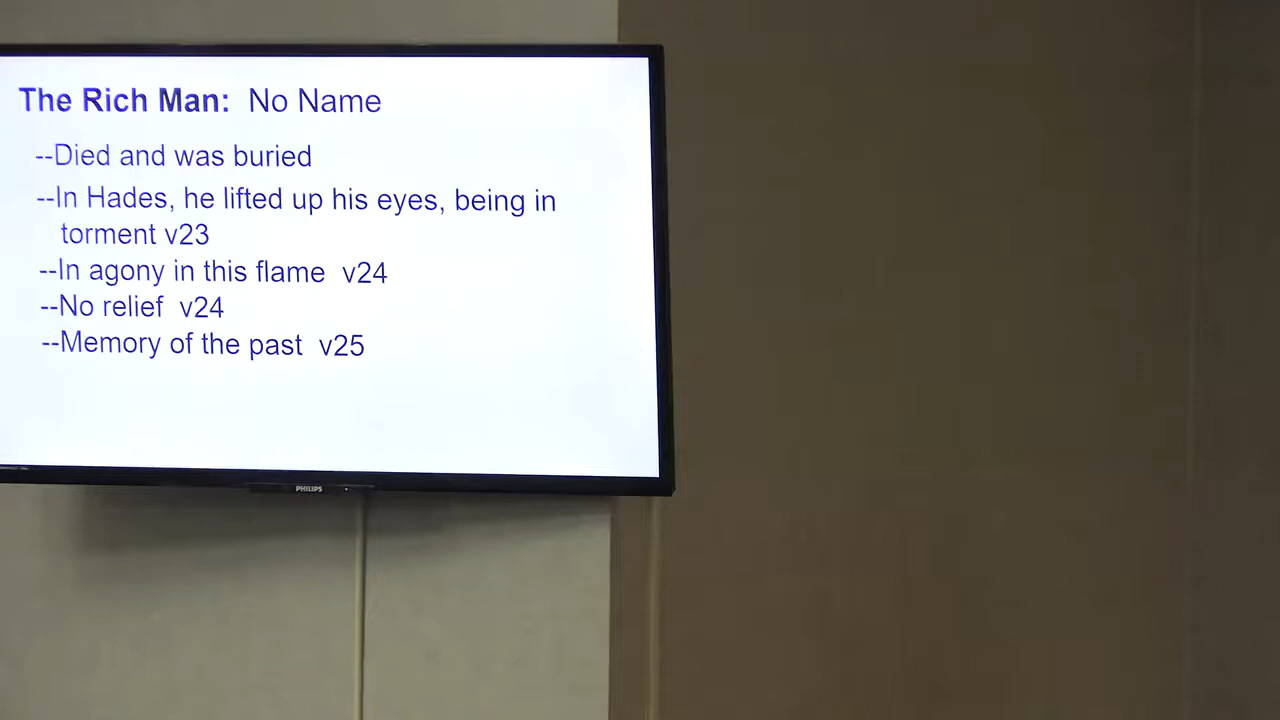 The Rich Man: No Name
--Died and was buried
--In Hades, he lifted up his eyes, being in
torment v23
--In agony in this flame v24
--No relief v24
--Memory of the past v25
PHILIPS